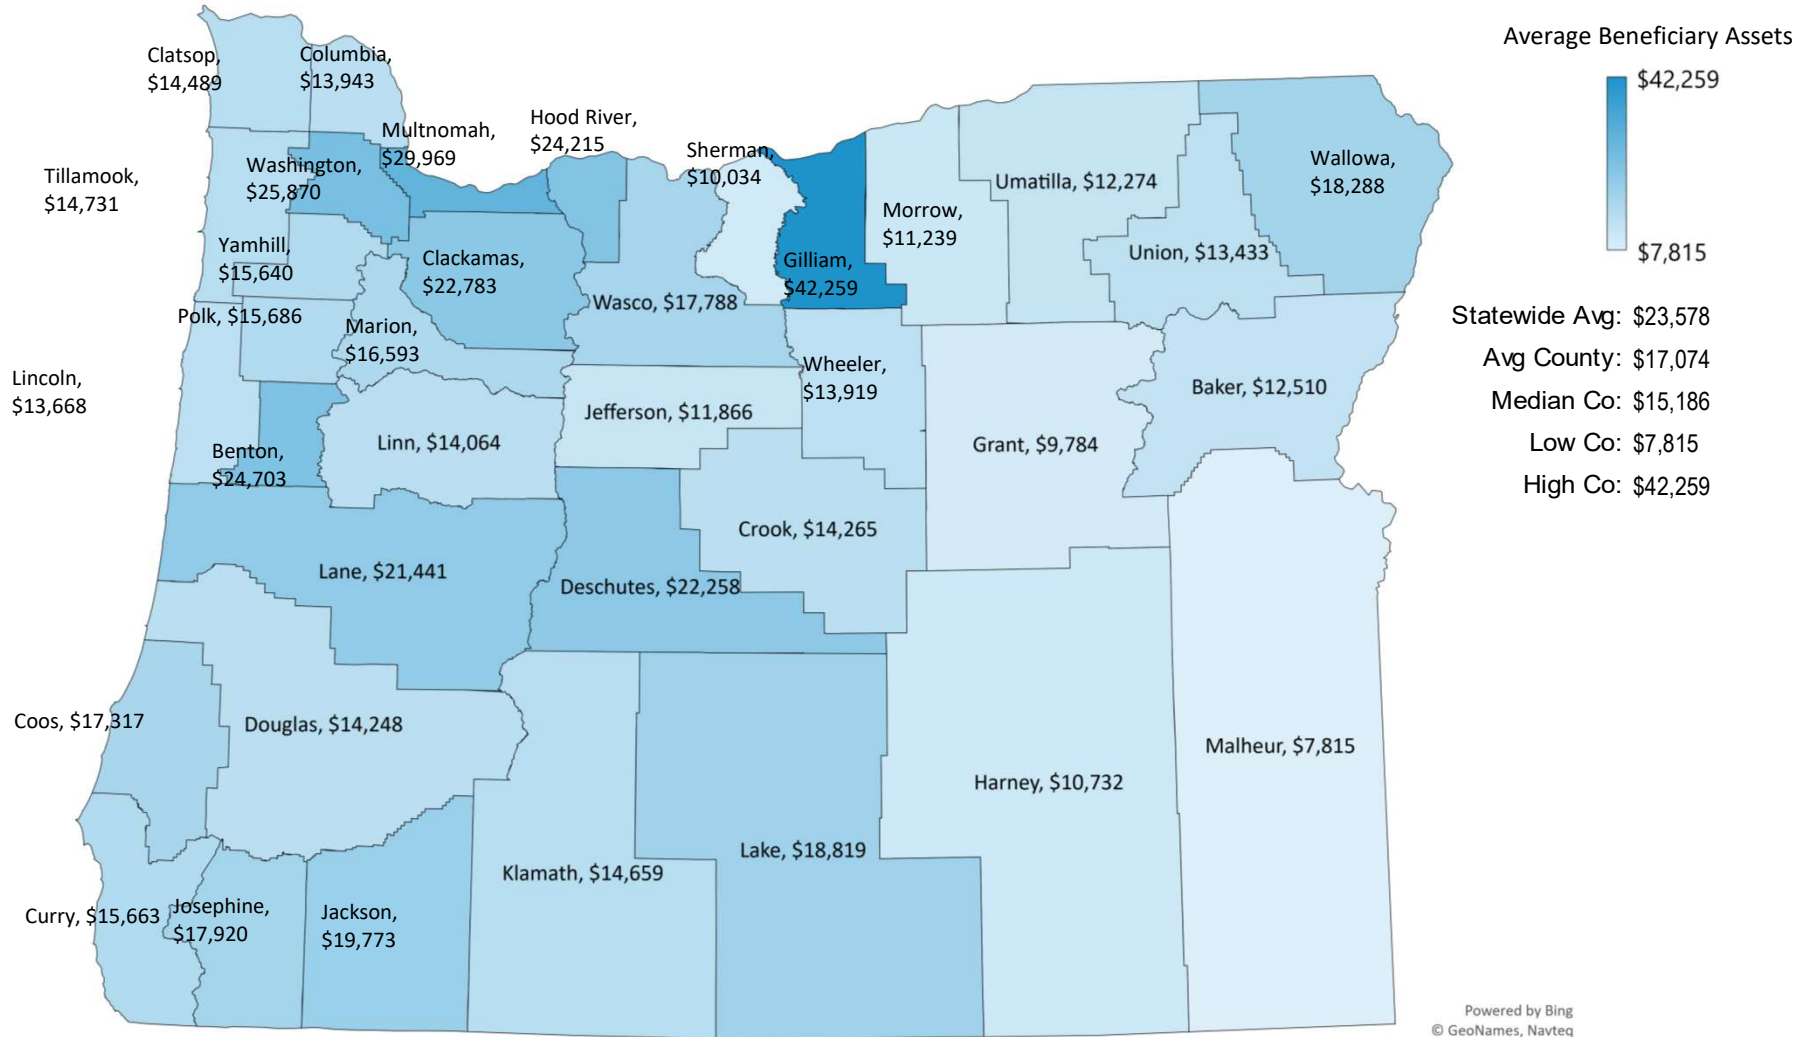 Average Beneficiary Assets
$42,259
$7,815
Statewide Avg: $23,578
Avg County: $17,074
Median Co: $15,186
Low Co: $7,815
High Co: $42,259
Clatsop,
$14,489
Columbia,
$13,943
Multnomah,
$29,969
Hood River,
$24,215
Sherman,
$10,034
Tillamook,
$14,731
Washington,
$25,870
Wallowa,
$18,288
Umatilla, $12,274
Morrow,
$11,239
Union, $13,433
Yamhill,
$15,640
Clackamas,
$22,783
Gilliam,
$42,259
Wasco, $17,788
Polk, $15,686
Marion,
$16,593
Wheeler,
$13,919
Lincoln,
$13,668
Jefferson, $11,866
Baker, $12,510
Benton,
$24,703
Linn, $14,064
Grant, $9,784
Crook, $14,265
Lane, $21,441
Deschutes, $22,258
Coos, $17,317
Douglas, $14,248
Malheur, $7,815
Harney, $10,732
Lake, $18,819
Klamath, $14,659
Curry, $15,663
Josephine,
$17,920
Jackson,
$19,773
Powered by Bing
© GeoNames, Navteq